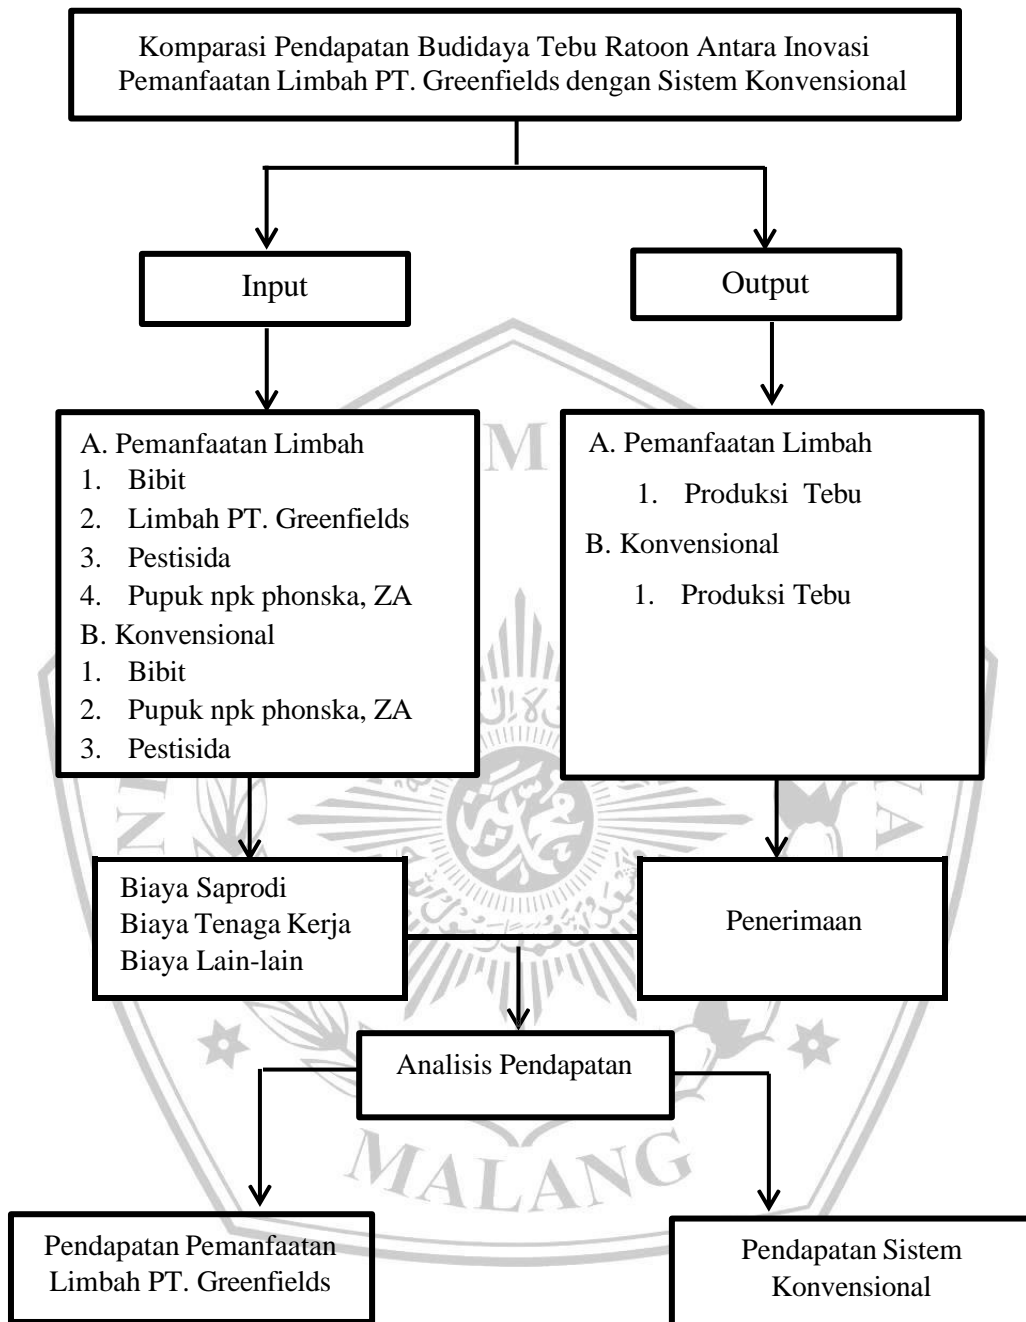 Komparasi Pendapatan Budidaya Tebu Ratoon Antara Inovasi
Pemanfaatan Limbah PT. Greenfields dengan Sistem Konvensional
Input
Output
A. Pemanfaatan Limbah
1. Bibit
2. Limbah PT. Greenfields
3. Pestisida
4. Pupuk npk phonska, ZA
B. Konvensional
1. Bibit
2. Pupuk npk phonska, ZA
3. Pestisida
A. Pemanfaatan Limbah
1. Produksi Tebu
B. Konvensional
1. Produksi Tebu
Biaya Saprodi
Biaya Tenaga Kerja
Biaya Lain-lain
Penerimaan
Analisis Pendapatan
MALANG
Pendapatan Pemanfaatan
Limbah PT. Greenfields
Pendapatan Sistem
Konvensional